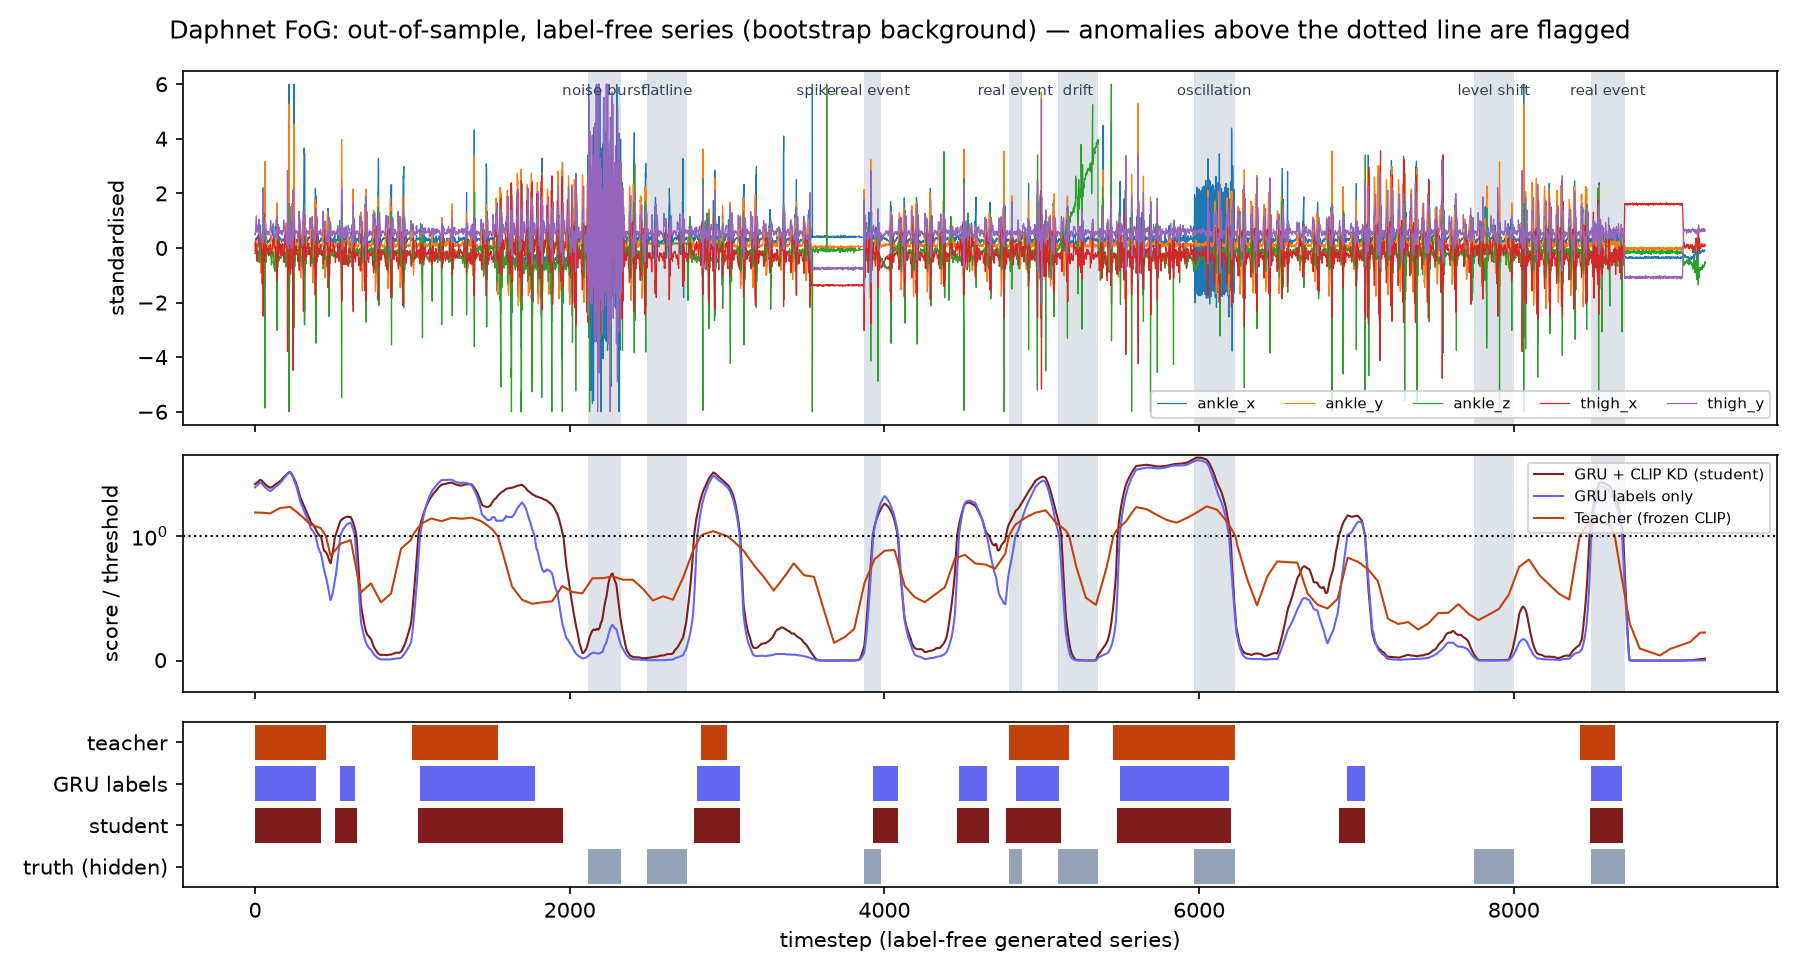 Daphnet FoG: out-of-sample, label-free series (bootstrap background) — anomalies above the dotted line are flagged
6
4
2
0
−2
−4
−6
standardised
noise burst
flatline
spike
real event
real event
drift
oscillation
level shift
real event
ankle_x
ankle_y
ankle_z
thigh_x
thigh_y
score / threshold
10⁰
0
GRU + CLIP KD (student)
GRU labels only
Teacher (frozen CLIP)
teacher
GRU labels
student
truth (hidden)
0
2000
4000
6000
8000
timestep (label-free generated series)